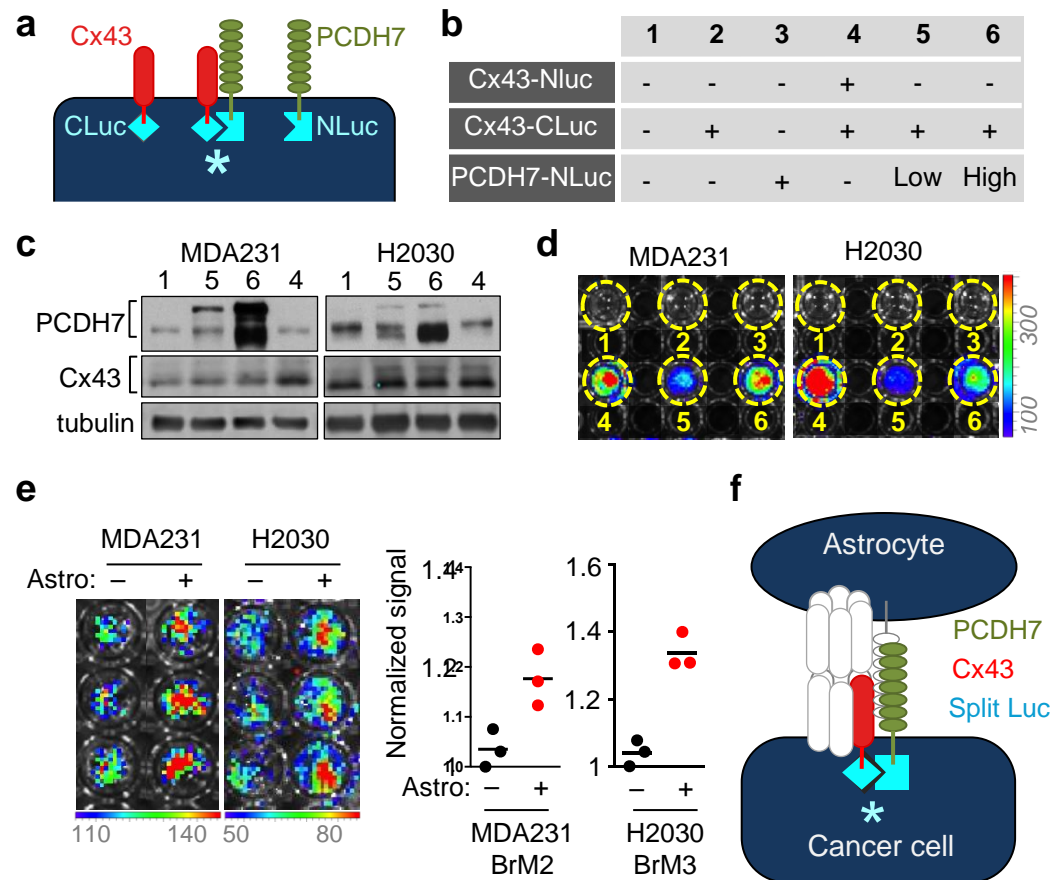 a
Cx43
PCDH7
CLuc
NLuc
*
b
1 2 3 4 5 6
Cx43-Nluc - - - + - -
Cx43-CLuc - + - + + +
PCDH7-NLuc - - + - Low High
c
MDA231 H2030
1 5 6 4 1 5 6 4
PCDH7
Cx43
tubulin
d
MDA231 H2030
1 2 3 1 2 3
4 5 6 4 5 6
300
100
e
MDA231 H2030
Astro: – + – +
110 140 50 80
Normalized signal
1.4
1.3
1.2
1.1
1.0
1.6
1.4
1.2
1
Astro: – + – +
MDA231 H2030
BrM2 BrM3
f
Astrocyte
PCDH7
Cx43
Split Luc
*
Cancer cell